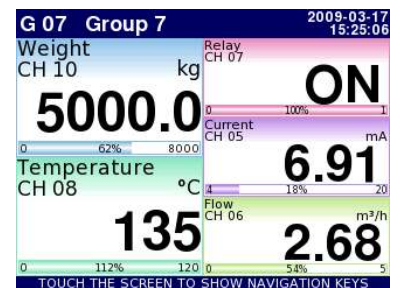 G 07 Group 7
2009-03-17
15:25:06
Weight
CH 10 kg
5000.0
0 62% 8000
Temperature
CH 08 °C
135
0 112% 120
Relay
CH 07
ON
0 100% 1
Current
CH 05 mA
6.91
4 18% 20
Flow
CH 06 m³/h
2.68
0 54% 5
TOUCH THE SCREEN TO SHOW NAVIGATION KEYS